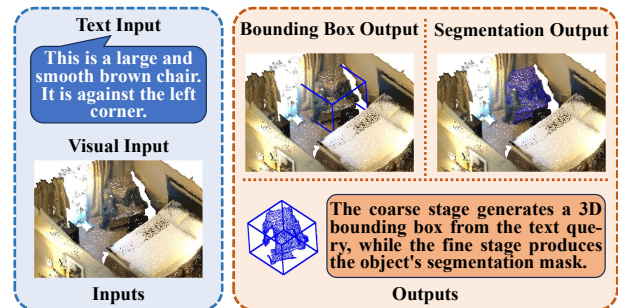 Text Input
This is a large and
smooth brown chair.
It is against the left
corner.
Visual Input
Inputs
Bounding Box Output
Segmentation Output
The coarse stage generates a 3D
bounding box from the text que-
ry, while the fine stage produces
the object's segmentation mask.
Outputs